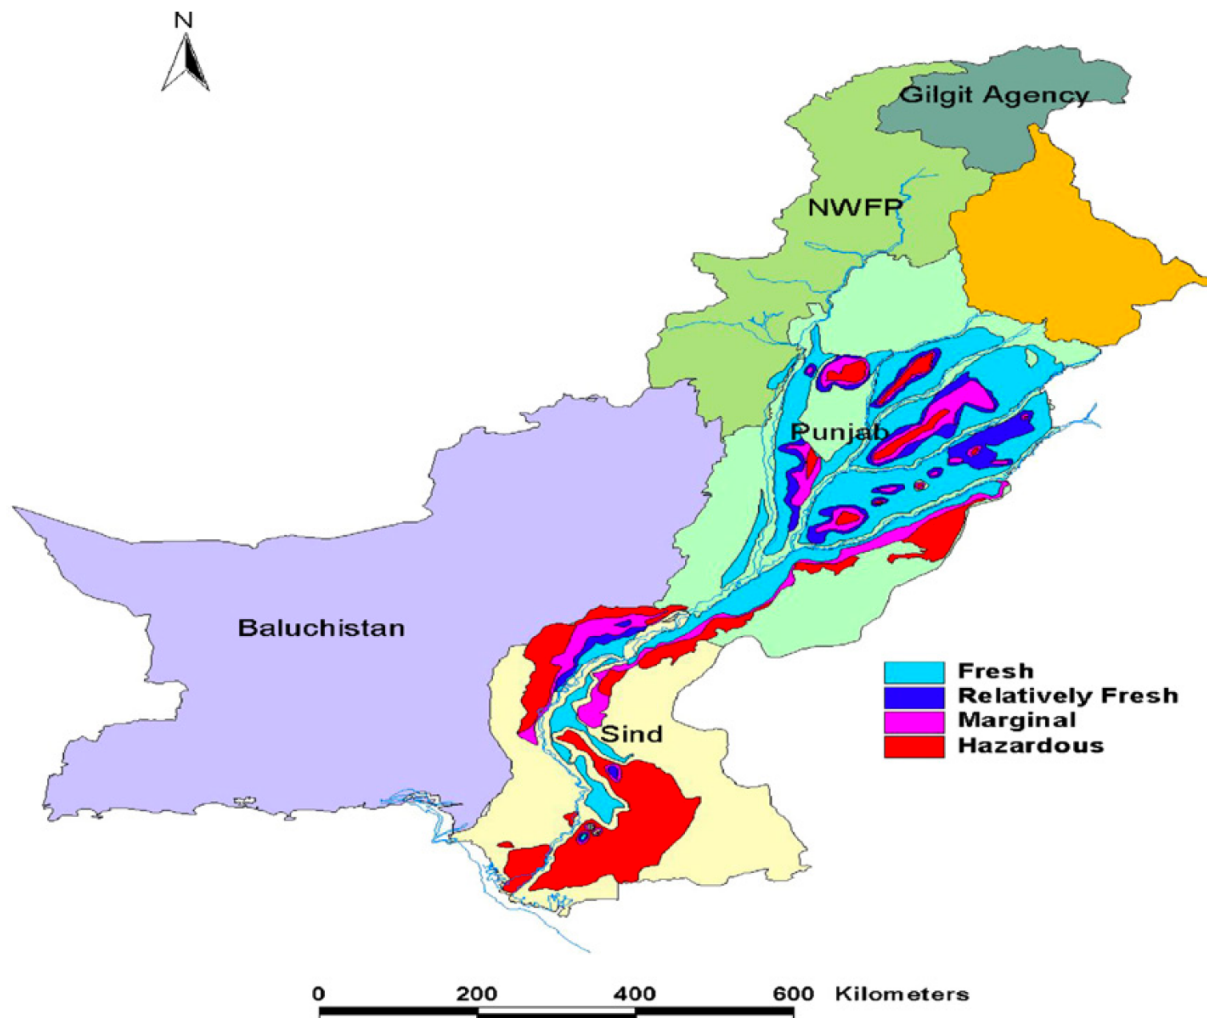 N
Gilgit Agency
NWFP
Punjab
Baluchistan
Fresh
Relatively Fresh
Marginal
Hazardous
Sind
0 200 400 600 Kilometers